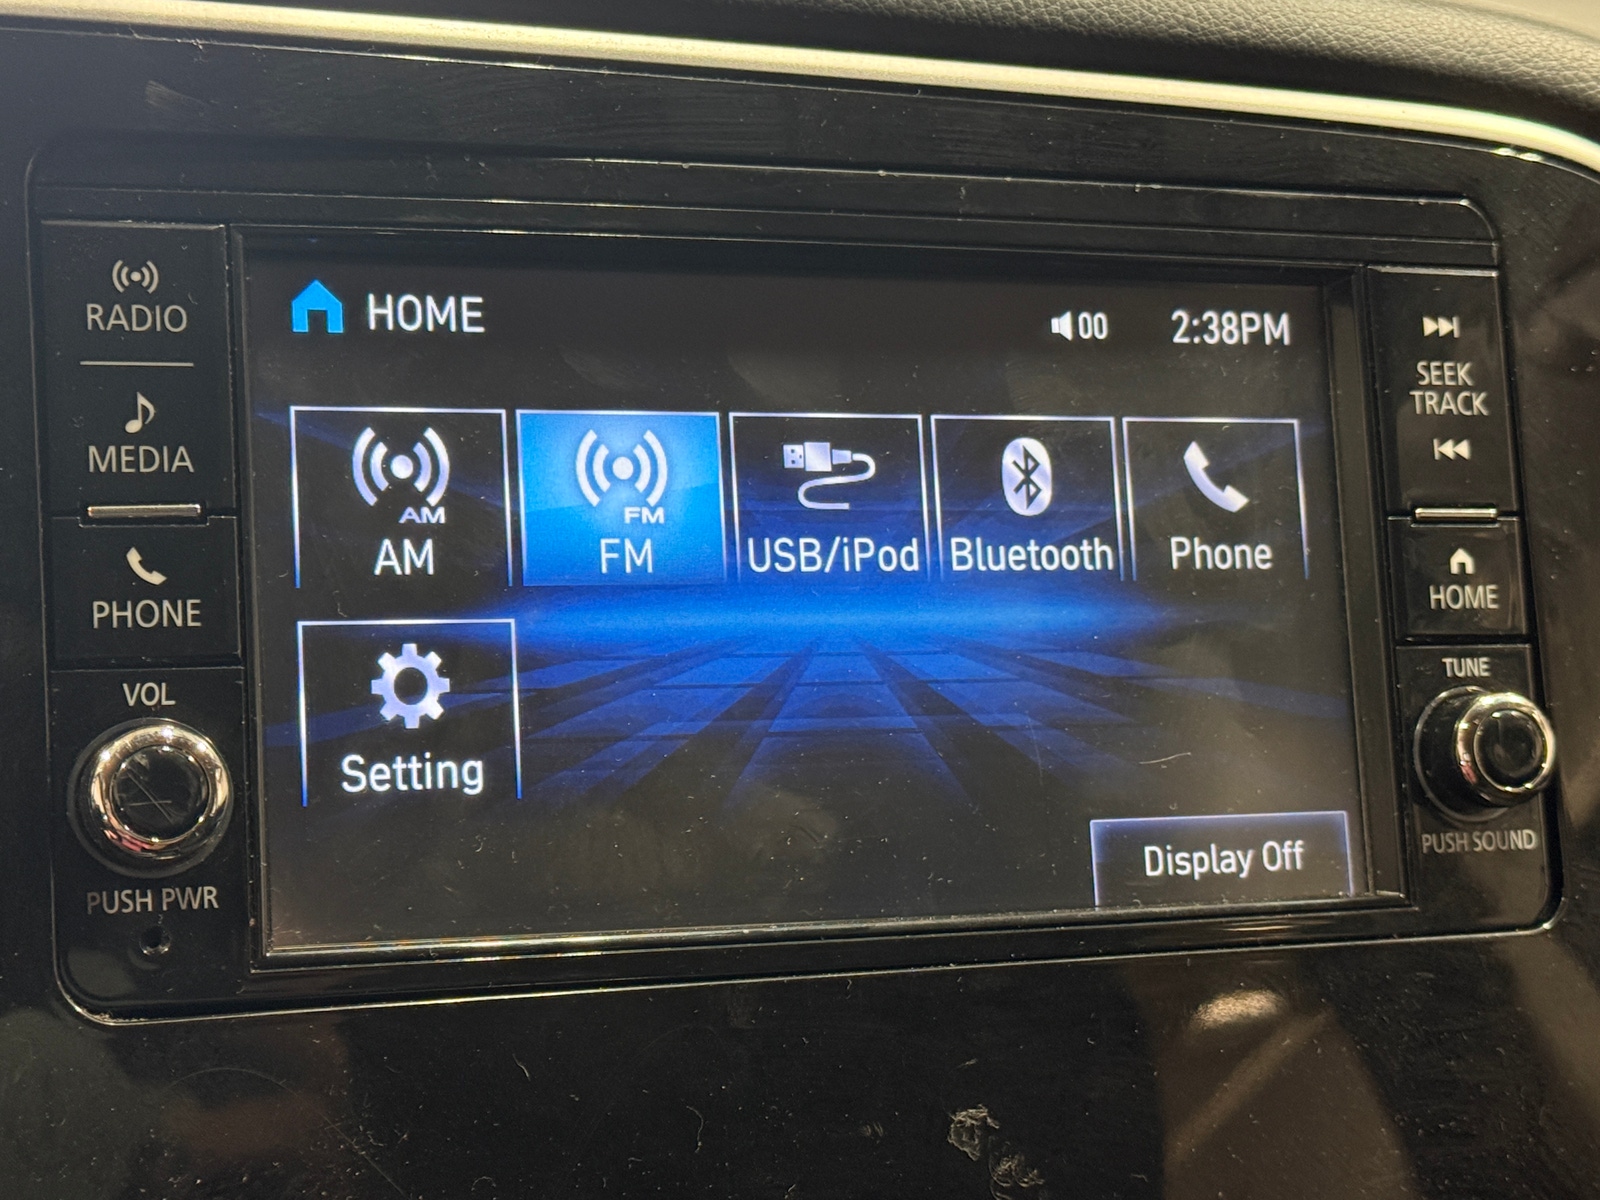 RADIO
MEDIA
PHONE
VOL
PUSH PWR
HOME
00
2:38PM
AM
AM
FM
FM
USB/iPod
Bluetooth
Phone
Setting
Display Off
SEEK
TRACK
HOME
TUNE
PUSH SOUND